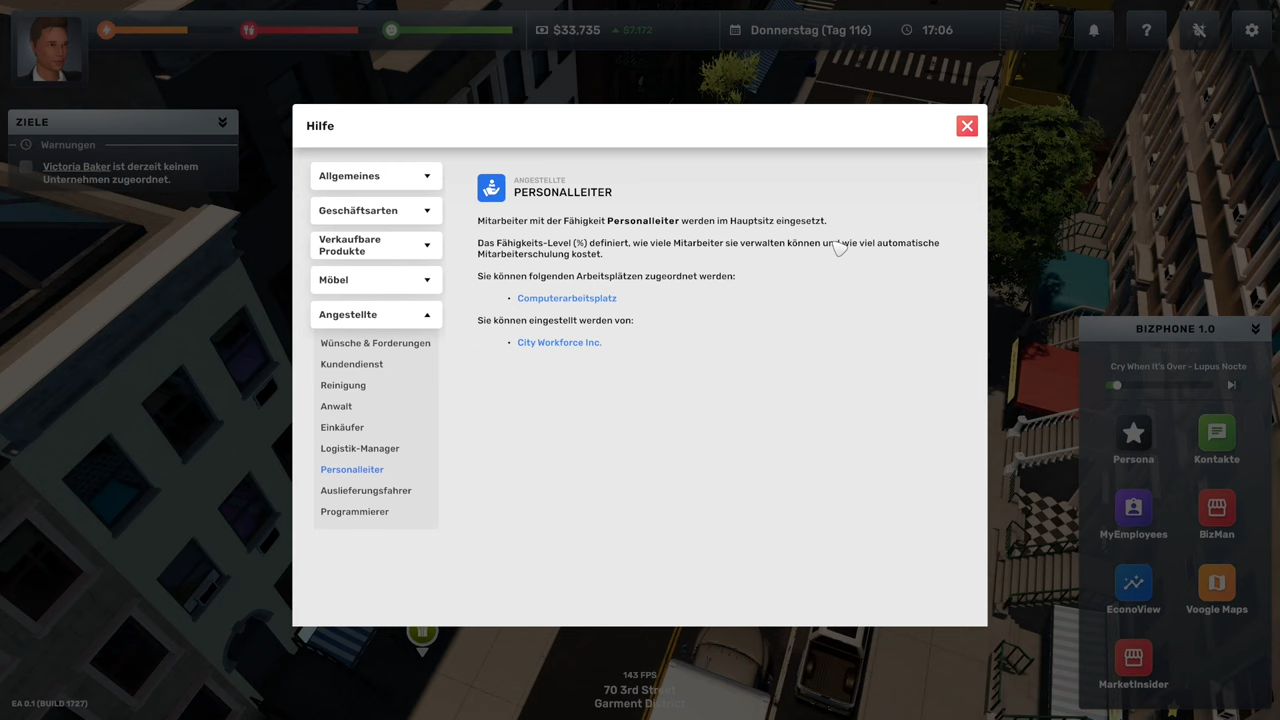 $33,735
$7,172
Donnerstag (Tag 116)
17:06
?
ZIELE
Warnungen
Victoria Baker ist derzeit keinem
Unternehmen zugeordnet.
Hilfe
Allgemeines
Geschäftsarten
Verkaufbare
Produkte
Möbel
Angestellte
Wünsche & Forderungen
Kundendienst
Reinigung
Anwalt
Einkäufer
Logistik-Manager
Personalleiter
Auslieferungsfahrer
Programmierer
ANGESTELLTE
PERSONALLEITER
Mitarbeiter mit der Fähigkeit Personalleiter werden im Hauptsitz eingesetzt.
Das Fähigkeits-Level (%) definiert, wie viele Mitarbeiter sie verwalten können und wie viel automatische
Mitarbeiterschulung kostet.
Sie können folgenden Arbeitsplätzen zugeordnet werden:
• Computerarbeitsplatz
Sie können eingestellt werden von:
• City Workforce Inc.
BIZPHONE 1.0
Cry When It's Over - Lupus Nocte
Persona
Kontakte
MyEmployees
BizMan
EconoView
Voogle Maps
MarketInsider
143 FPS
70 3rd Street
Garment District
EA 0.1 (BUILD 1727)